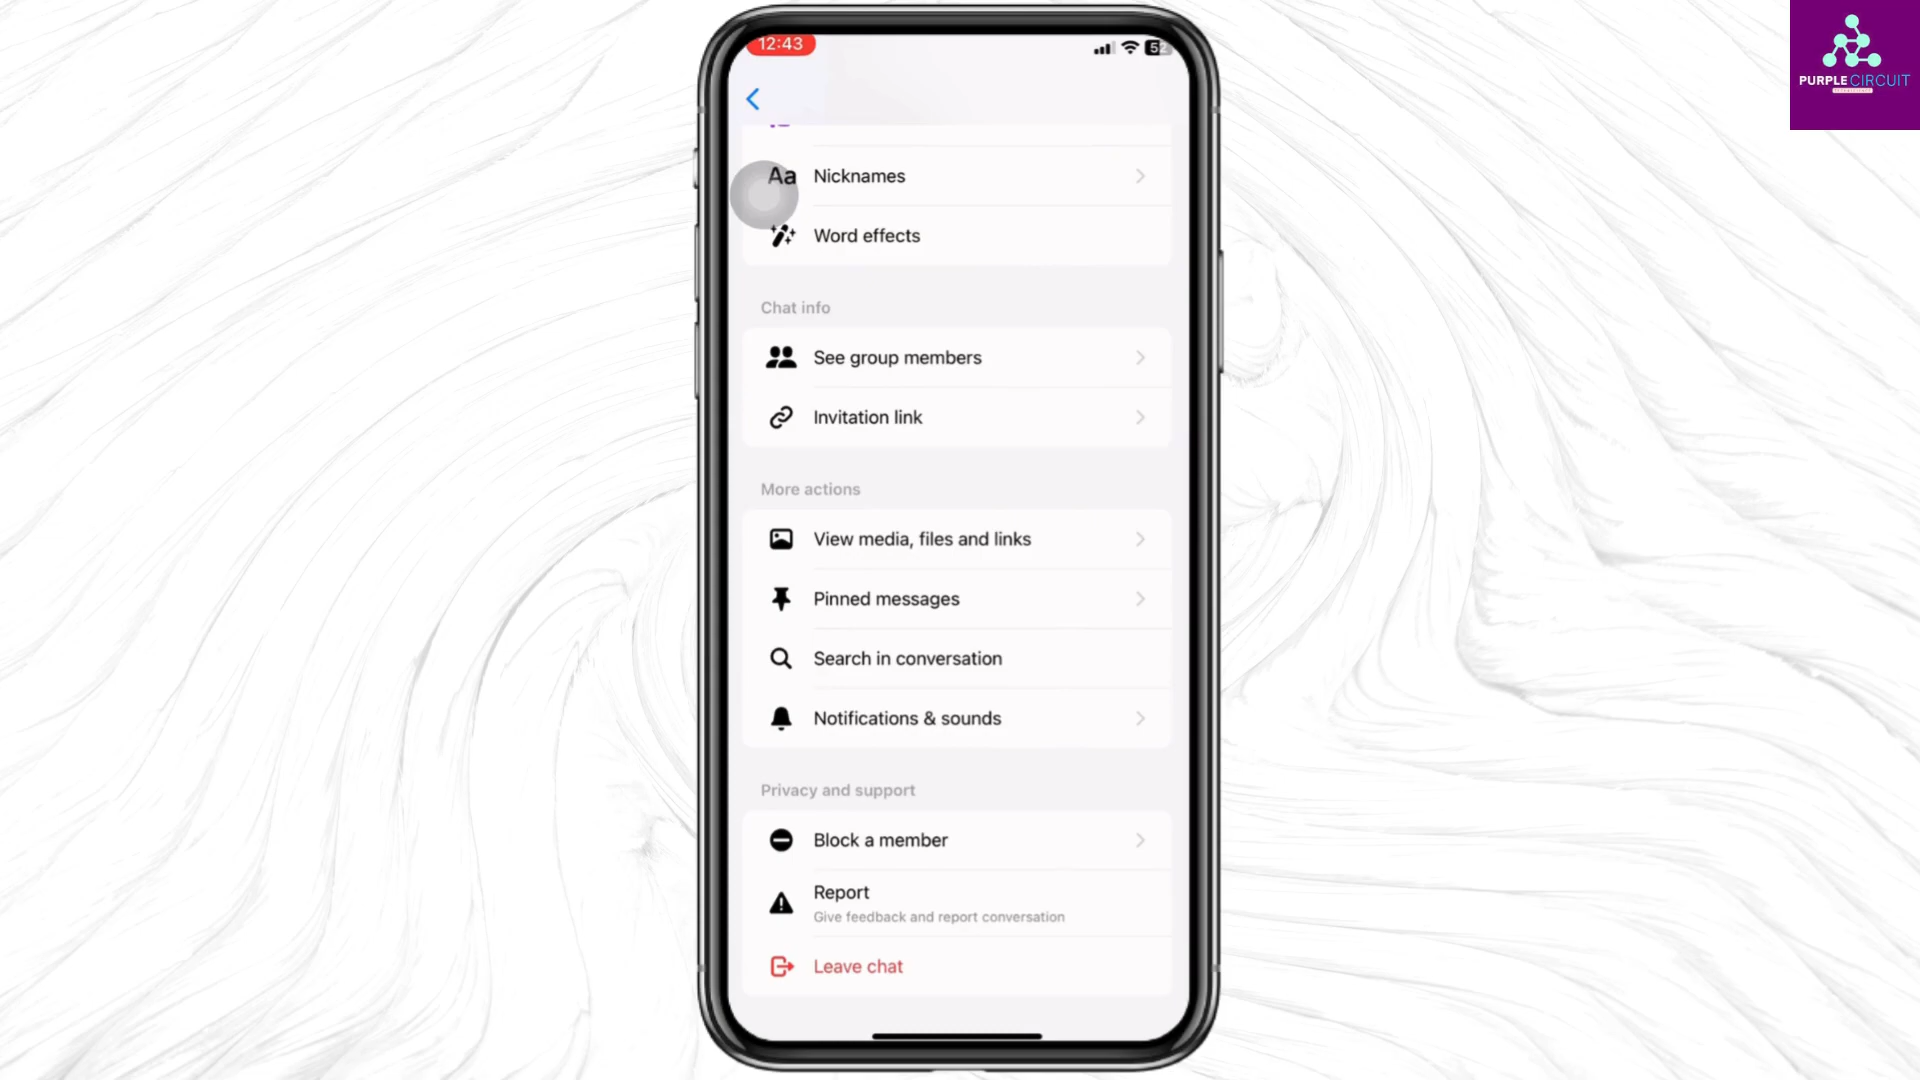 12:43
52
PURPLE CIRCUIT
Aa Nicknames
Word effects
Chat info
See group members
Invitation link
More actions
View media, files and links
Pinned messages
Search in conversation
Notifications & sounds
Privacy and support
Block a member
Report
Give feedback and report conversation
Leave chat